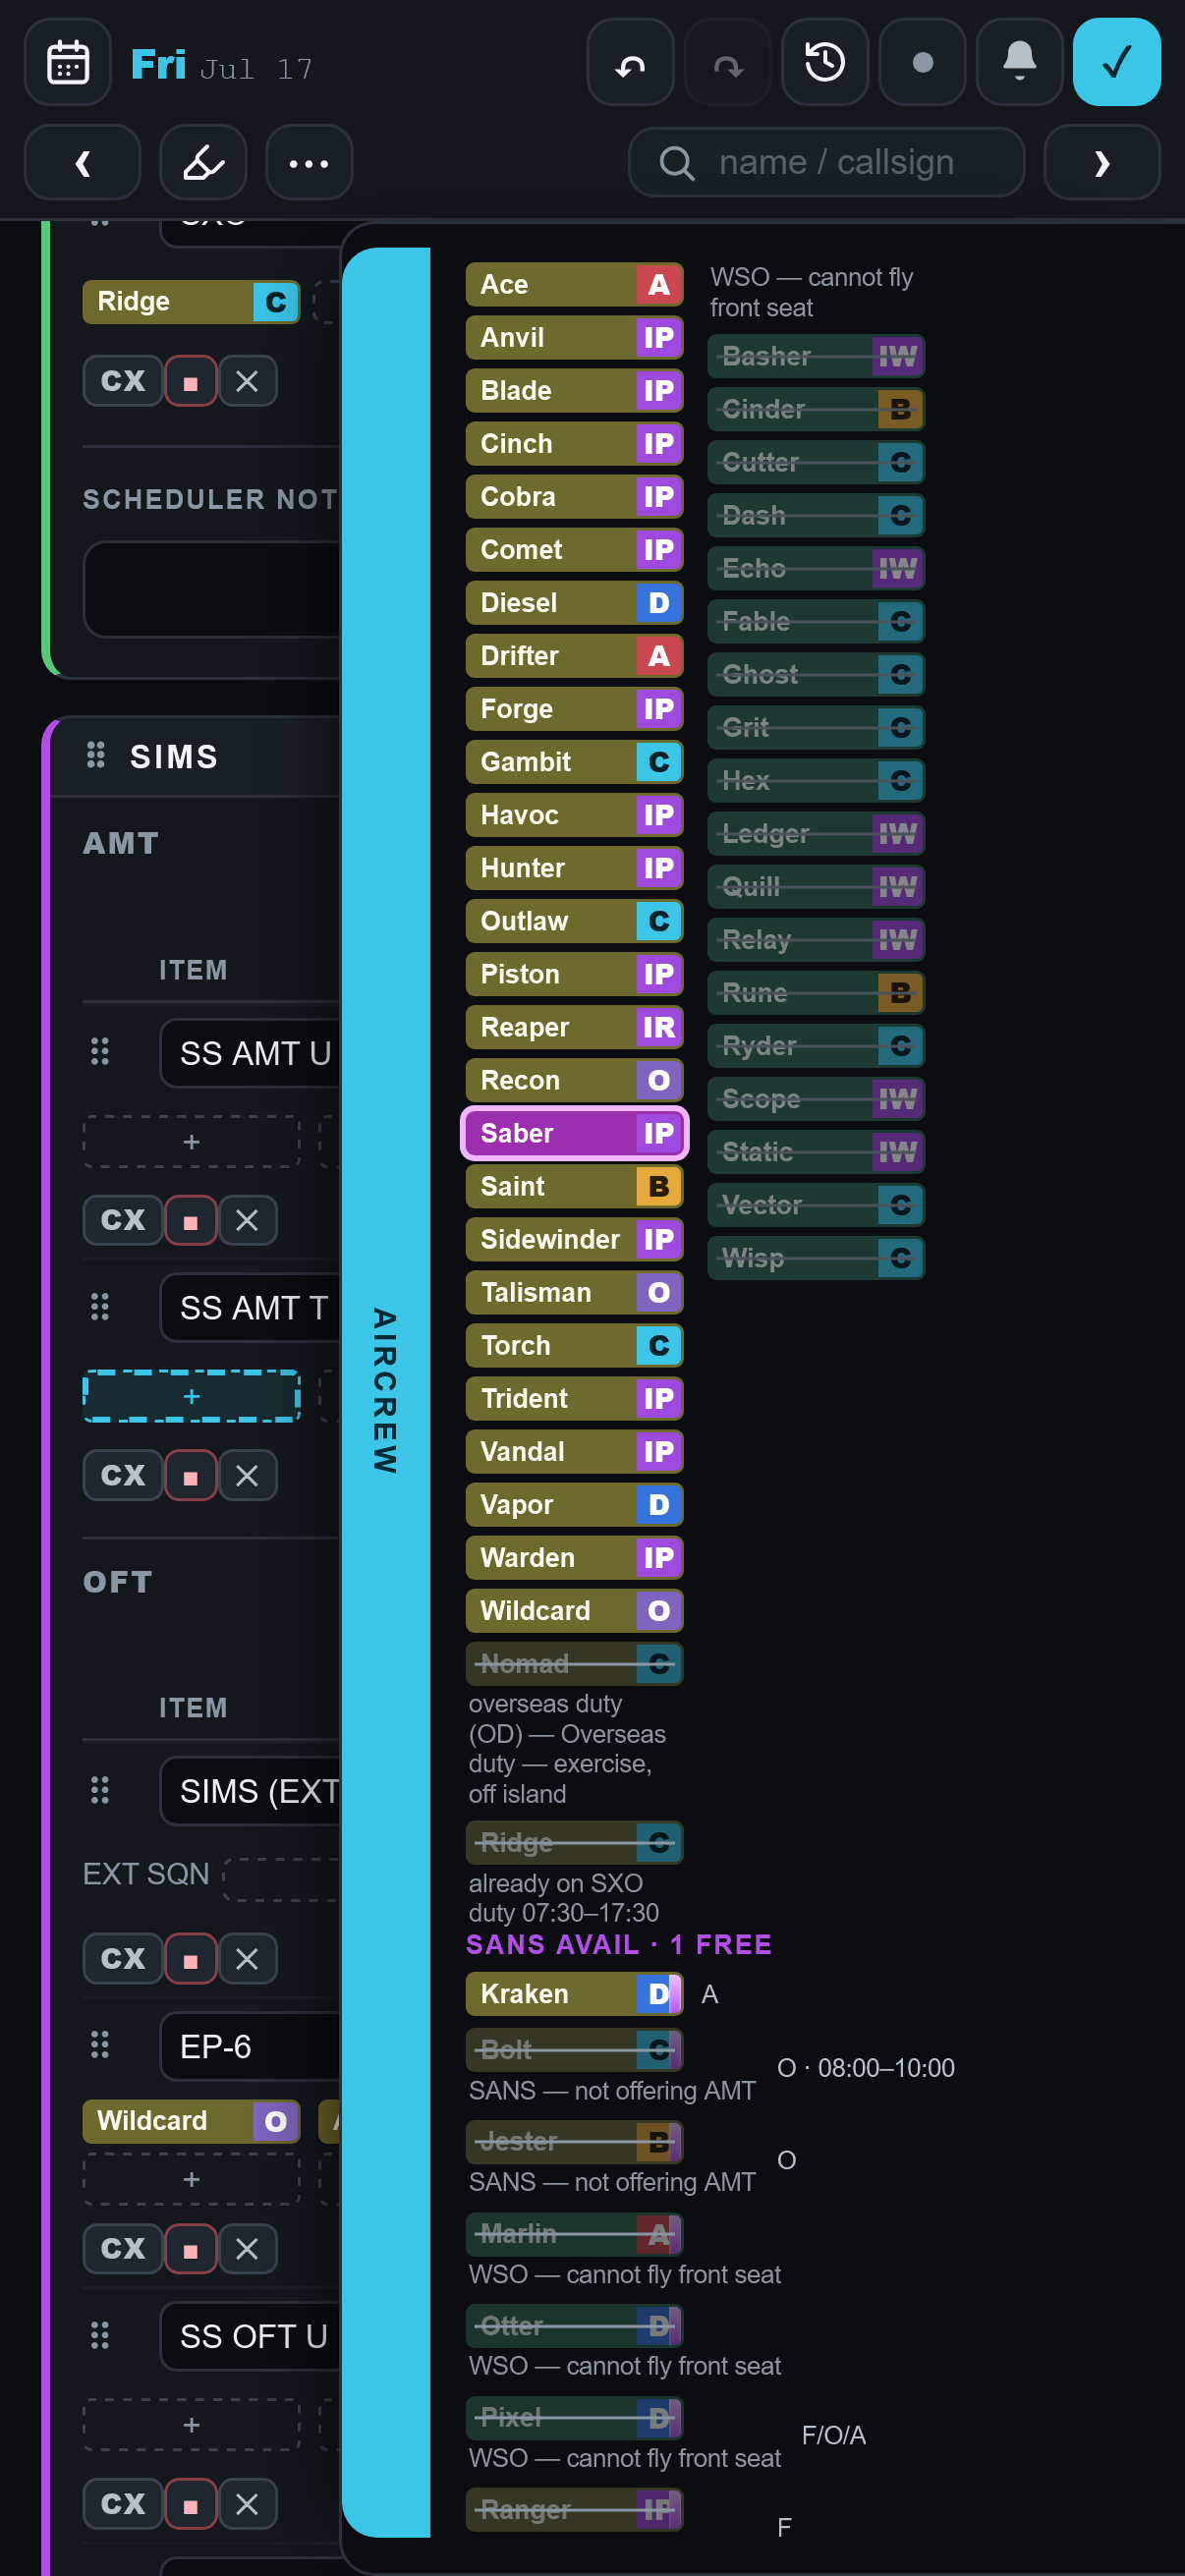 Fri Jul 17
name / callsign
Ridge C
CX
SCHEDULER NOT
SIMS
AMT
ITEM
SS AMT U
+
CX
SS AMT T
+
CX
OFT
ITEM
SIMS (EXT
EXT SQN
CX
EP-6
Wildcard O
+
CX
SS OFT U
+
CX
AIRCREW
Ace A
Anvil IP
Blade IP
Cinch IP
Cobra IP
Comet IP
Diesel D
Drifter A
Forge IP
Gambit C
Havoc IP
Hunter IP
Outlaw C
Piston IP
Reaper IR
Recon O
Saber IP
Saint B
Sidewinder IP
Talisman O
Torch C
Trident IP
Vandal IP
Vapor D
Warden IP
Wildcard O
Nomad C
overseas duty
(OD) — Overseas
duty — exercise,
off island
Ridge C
already on SXO
duty 07:30–17:30
WSO — cannot fly
front seat
Basher IW
Cinder B
Cutter C
Dash C
Echo IW
Fable C
Ghost C
Grit C
Hex C
Ledger IW
Quill IW
Relay IW
Rune B
Ryder C
Scope IW
Static IW
Vector C
Wisp C
SANS AVAIL · 1 FREE
Kraken D A
Bolt C
SANS — not offering AMT
O · 08:00–10:00
Jester B
SANS — not offering AMT
O
Marlin A
WSO — cannot fly front seat
Otter D
WSO — cannot fly front seat
Pixel D
WSO — cannot fly front seat
F/O/A
Ranger IP
F